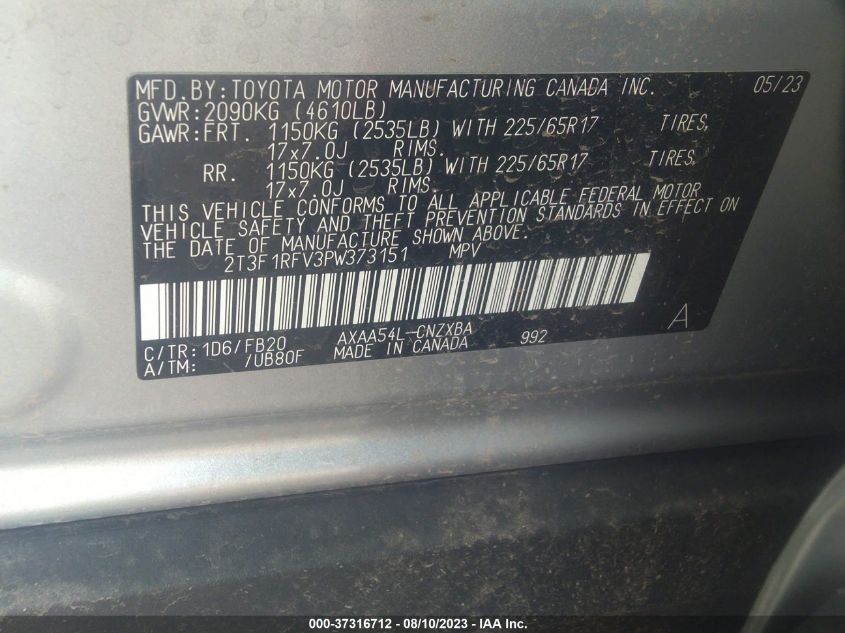 MFD.BY:TOYOTA MOTOR MANUFACTURING CANADA INC. 05/23
GVWR:2090KG (4610LB)
GAWR:FRT. 1150KG (2535LB) WITH 225/65R17 TIRES,
17x7.0J RIMS.
RR. 1150KG (2535LB) WITH 225/65R17 TIRES,
17x7.0J RIMS.
THIS VEHICLE CONFORMS TO ALL APPLICABLE FEDERAL MOTOR
VEHICLE SAFETY AND THEFT PREVENTION STANDARDS IN EFFECT ON
THE DATE OF MANUFACTURE SHOWN ABOVE.
2T3F1RFV3PW373151 MPV
A
C/TR:1D6/FB20 AXAA54L-CNZXBA
A/TM: /UB80F MADE IN CANADA 992
000-37316712 — 08/10/2023 — IAA Inc.